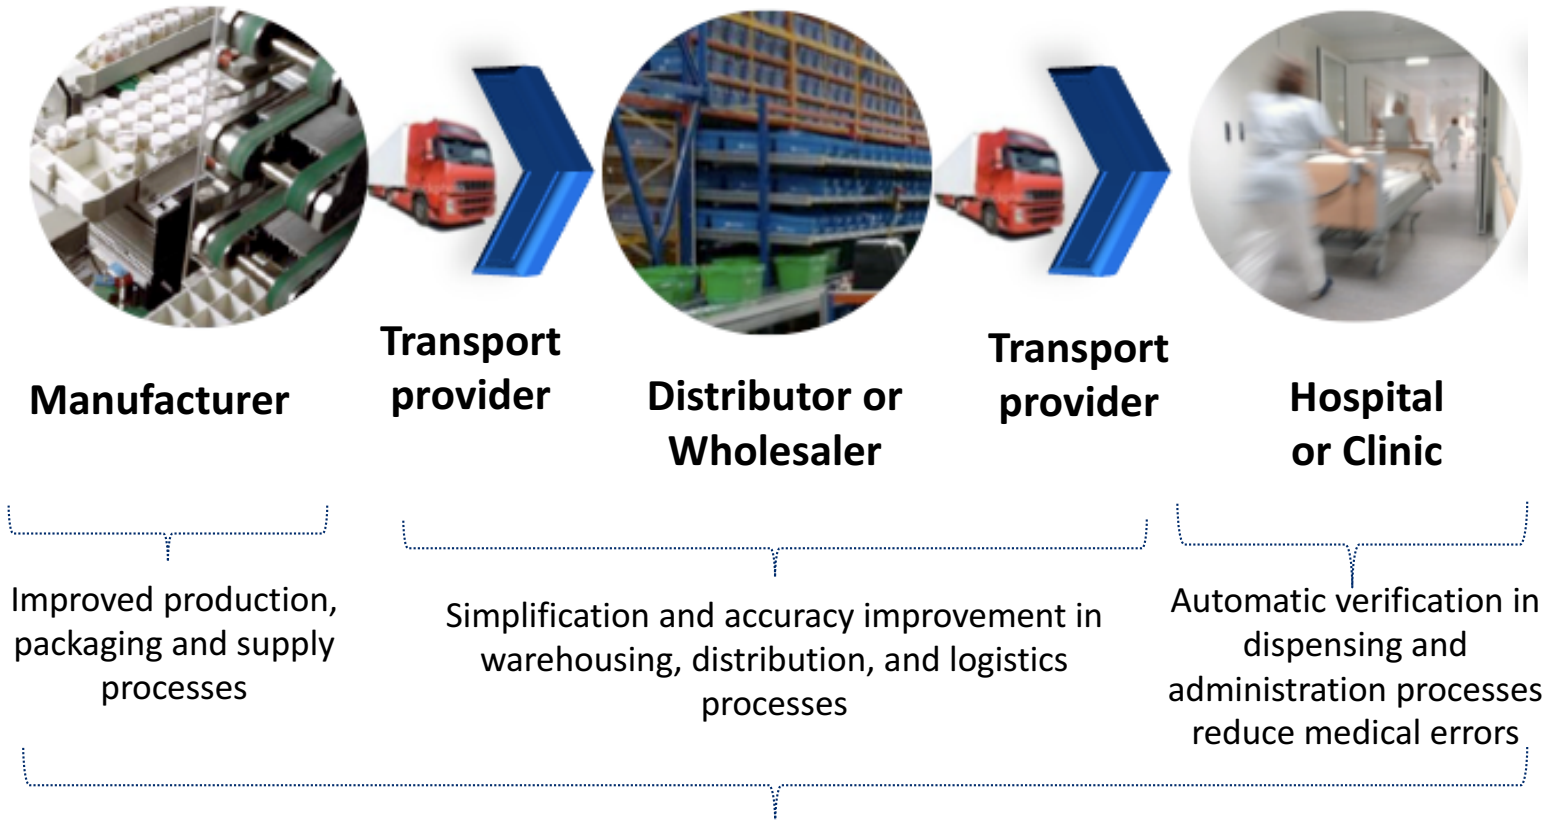 Manufacturer
Transport
provider
Distributor or
Wholesaler
Transport
provider
Hospital
or Clinic
Improved production,
packaging and supply
processes
Simplification and accuracy improvement in
warehousing, distribution, and logistics
processes
Automatic verification in
dispensing and
administration processes
reduce medical errors